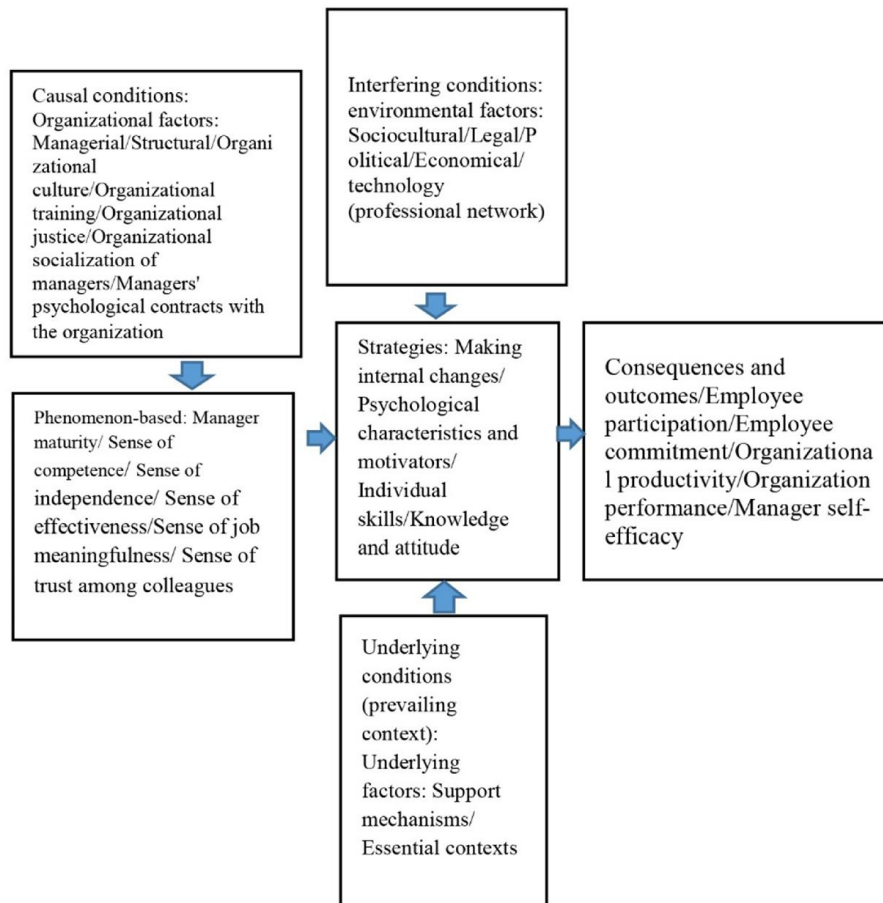 Causal conditions:
Organizational factors:
Managerial/Structural/Organi
zational
culture/Organizational
training/Organizational
justice/Organizational
socialization of
managers/Managers'
psychological contracts with
the organization
Interfering conditions:
environmental factors:
Sociocultural/Legal/P
olitical/Economical/
technology
(professional network)
Phenomenon-based: Manager
maturity/ Sense of
competence/ Sense of
independence/ Sense of
effectiveness/Sense of job
meaningfulness/ Sense of
trust among colleagues
Strategies: Making
internal changes/
Psychological
characteristics and
motivators/
Individual
skills/Knowledge
and attitude
Consequences and
outcomes/Employee
participation/Employee
commitment/Organizationa
l productivity/Organization
performance/Manager self-
efficacy
Underlying
conditions
(prevailing
context):
Underlying
factors: Support
mechanisms/
Essential contexts